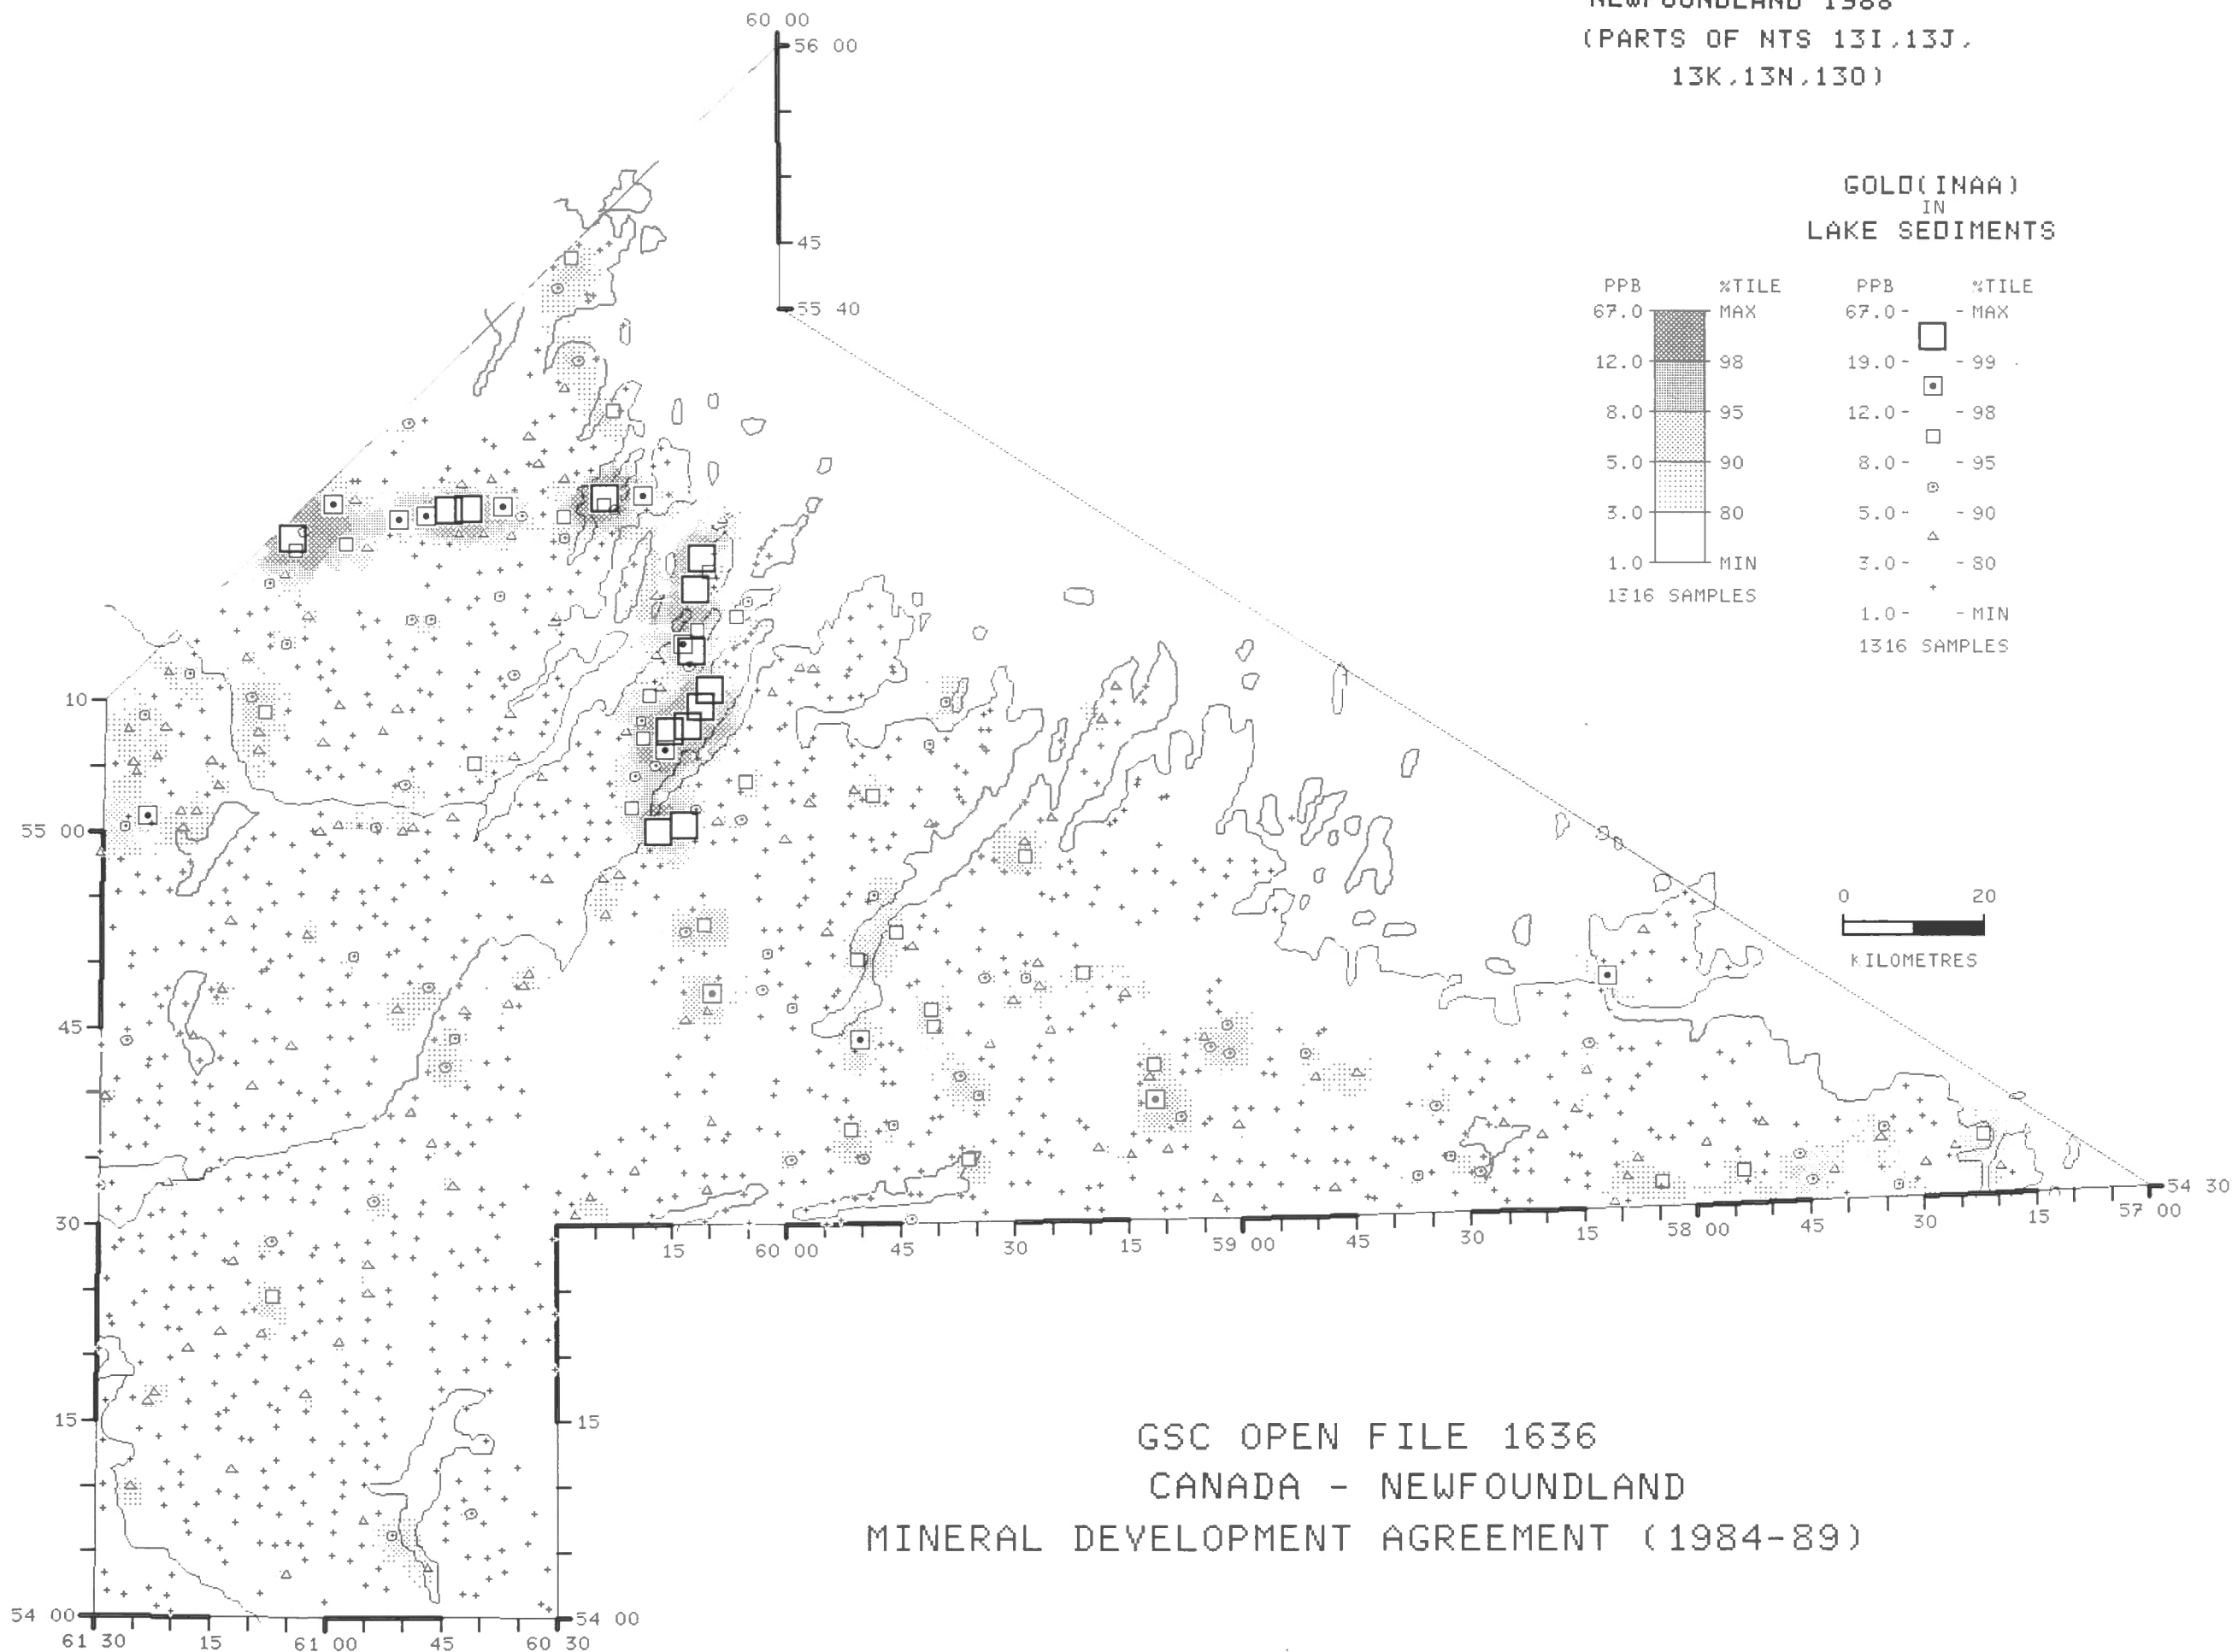 NEWFOUNDLAND 1988
(PARTS OF NTS 13I,13J,
13K,13N,13O)
GOLD(INAA)
IN
LAKE SEDIMENTS
PPB %TILE
67.0 MAX
12.0 98
8.0 95
5.0 90
3.0 80
1.0 MIN
1316 SAMPLES
PPB %TILE
67.0- - MAX
19.0- - 99
12.0- - 98
8.0- - 95
5.0- - 90
3.0- - 80
1.0- - MIN
1316 SAMPLES
60 00
56 00
45
55 40
10
55 00
45
30
15
54 00
61 30
15
61 00
45
60 30
54 00
15
15
60 00
45
30
15
59 00
45
30
15
58 00
45
30
15
57 00
54 30
0 20
KILOMETRES
GSC OPEN FILE 1636
CANADA - NEWFOUNDLAND
MINERAL DEVELOPMENT AGREEMENT (1984-89)